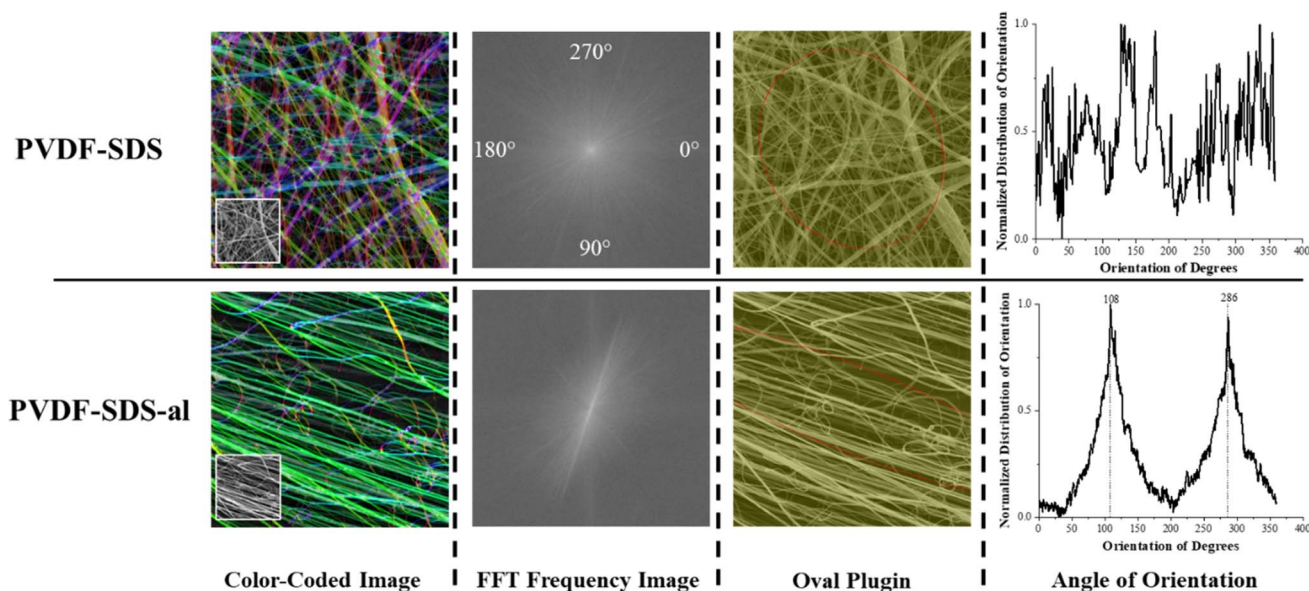 PVDF-SDS
270°
180°
0°
90°
Normalized Distribution of Orientation
1.0
0.5
0.0
0 50 100 150 200 250 300 350 400
Orientation of Degrees
PVDF-SDS-al
Normalized Distribution of Orientation
108
286
1.0
0.5
0.0
0 50 100 150 200 250 300 350 400
Orientation of Degrees
Color-Coded Image
FFT Frequency Image
Oval Plugin
Angle of Orientation